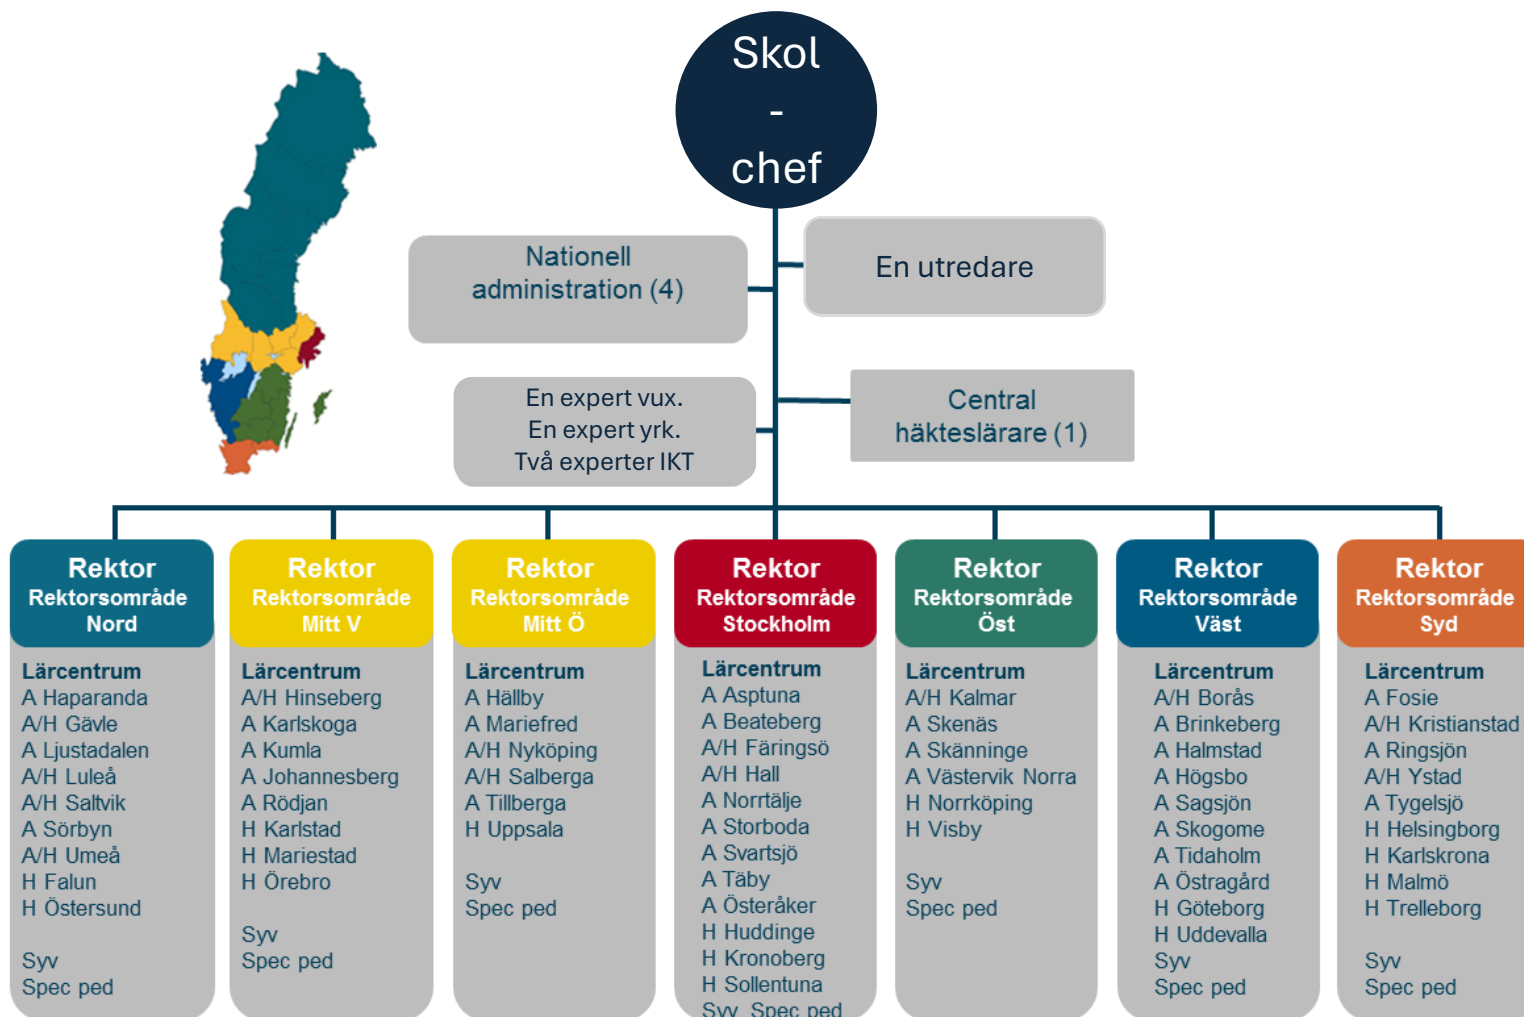 Skol
-
chef
Nationell
administration (4)
En utredare
En expert vux.
En expert yrk.
Två experter IKT
Central
häkteslärare (1)
Rektor
Rektorsområde
Nord
Lärcentrum
A Haparanda
A/H Gävle
A Ljustadalen
A/H Luleå
A/H Saltvik
A Sörbyn
A/H Umeå
H Falun
H Östersund
Syv
Spec ped
Rektor
Rektorsområde
Mitt V
Lärcentrum
A/H Hinseberg
A Karlskoga
A Kumla
A Johannesberg
A Rödjan
H Karlstad
H Mariestad
H Örebro
Syv
Spec ped
Rektor
Rektorsområde
Mitt Ö
Lärcentrum
A Hällby
A Mariefred
A/H Nyköping
A/H Salberga
A Tillberga
H Uppsala
Syv
Spec ped
Rektor
Rektorsområde
Stockholm
Lärcentrum
A Asptuna
A Beateberg
A/H Färingsö
A/H Hall
A Norrtälje
A Storboda
A Svartsjö
A Täby
A Österåker
H Huddinge
H Kronoberg
H Sollentuna
Syv Spec ped
Rektor
Rektorsområde
Öst
Lärcentrum
A/H Kalmar
A Skenäs
A Skänninge
A Västervik Norra
H Norrköping
H Visby
Syv
Spec ped
Rektor
Rektorsområde
Väst
Lärcentrum
A/H Borås
A Brinkeberg
A Halmstad
A Högsbo
A Sagsjön
A Skogome
A Tidaholm
A Östragård
H Göteborg
H Uddevalla
Syv
Spec ped
Rektor
Rektorsområde
Syd
Lärcentrum
A Fosie
A/H Kristianstad
A Ringsjön
A/H Ystad
A Tygelsjö
H Helsingborg
H Karlskrona
H Malmö
H Trelleborg
Syv
Spec ped